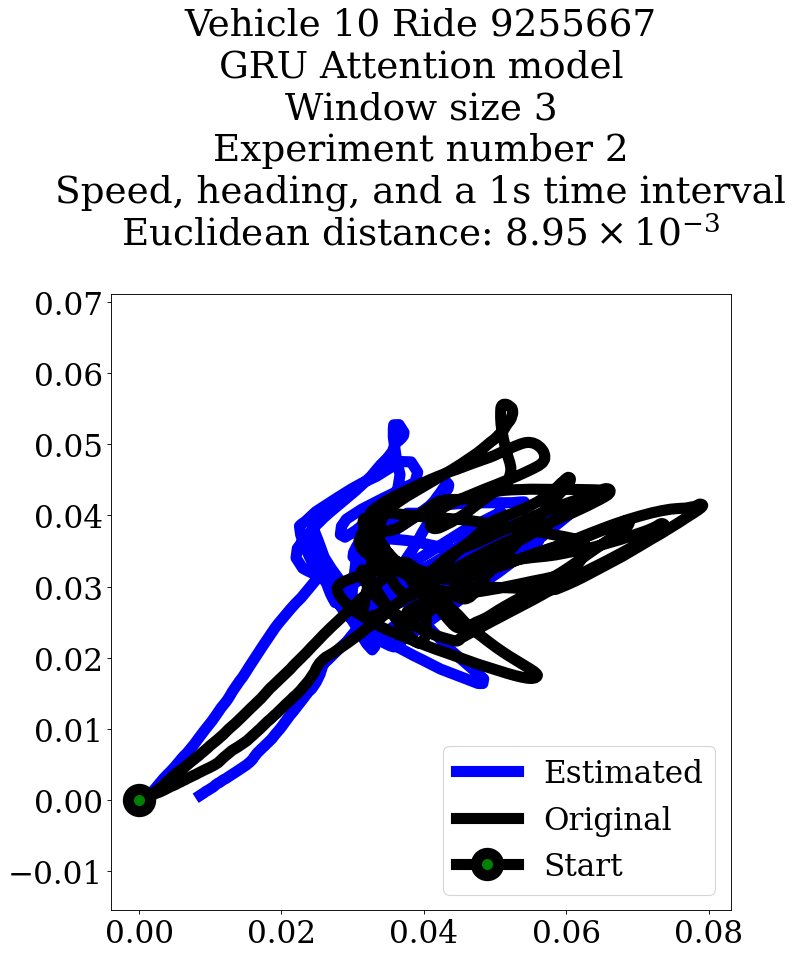 Vehicle 10 Ride 9255667
GRU Attention model
Window size 3
Experiment number 2
Speed, heading, and a 1s time interval
Euclidean distance: 8.95 × 10⁻³
0.07
0.06
0.05
0.04
0.03
0.02
0.01
0.00
−0.01
Estimated
Original
Start
0.00 0.02 0.04 0.06 0.08